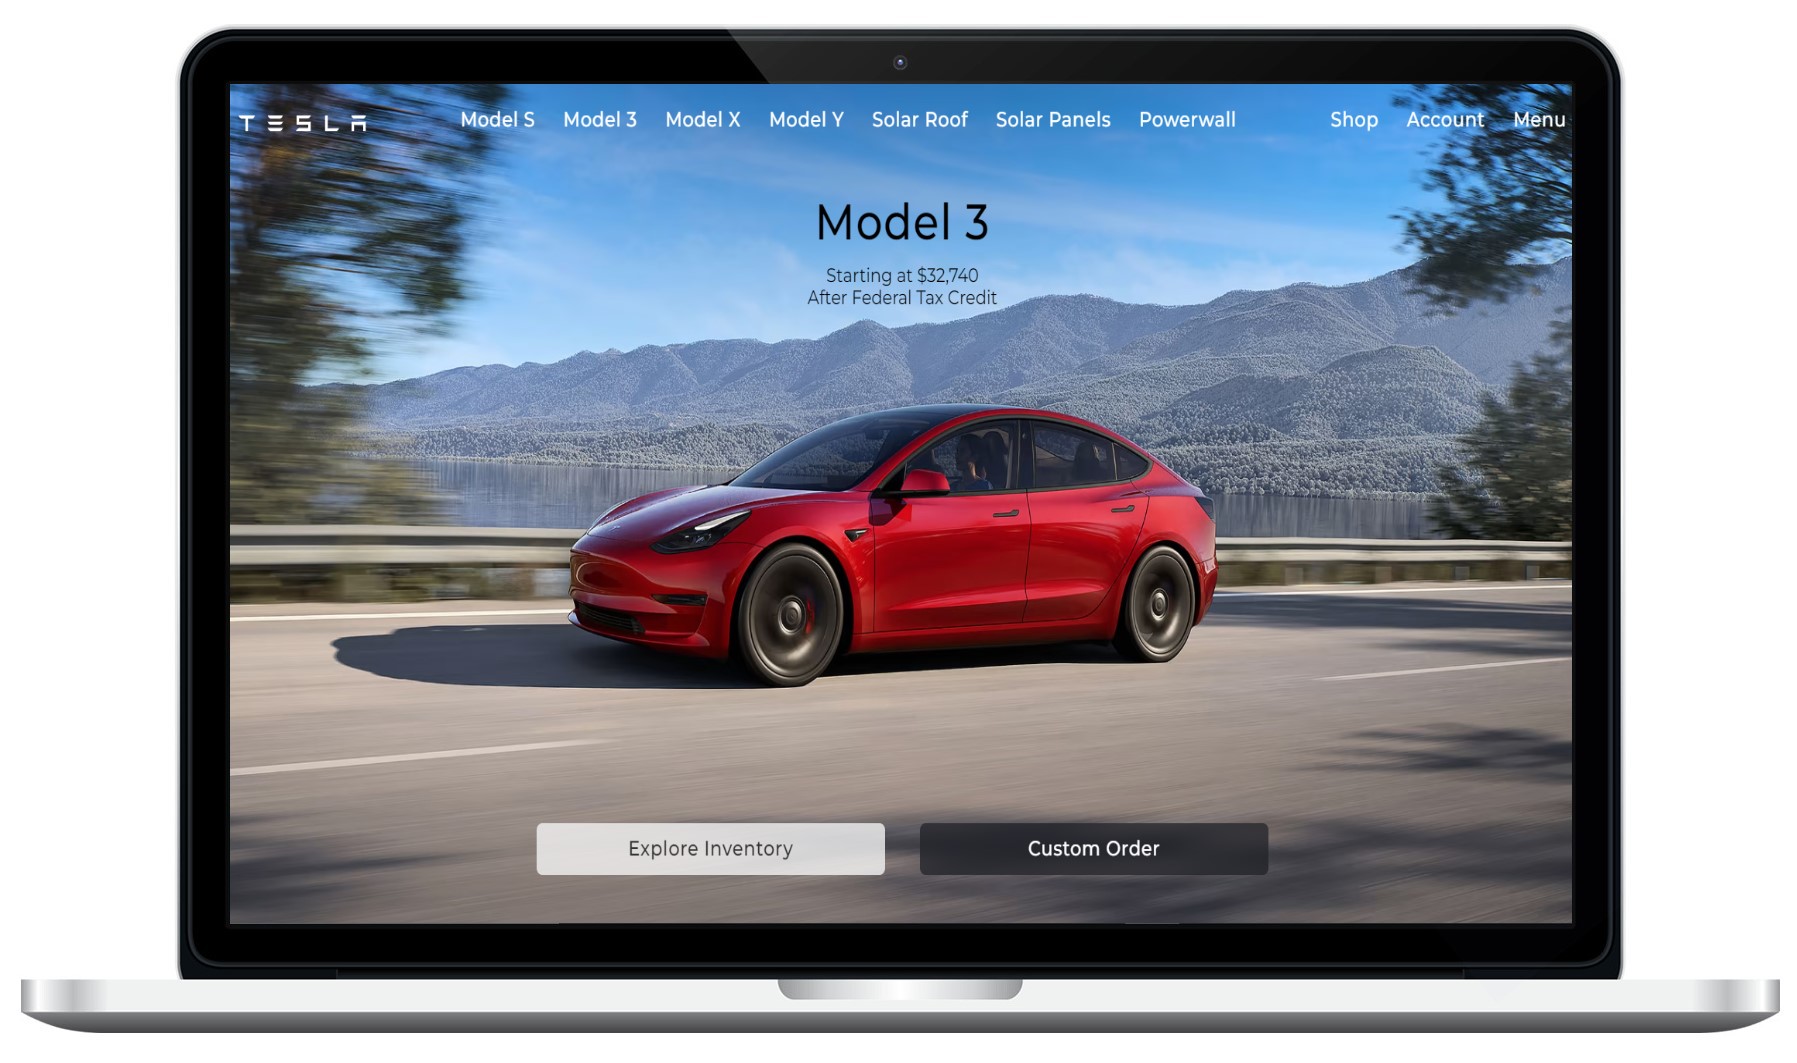 TESLA Model S Model 3 Model X Model Y Solar Roof Solar Panels Powerwall Shop Account Menu
Model 3
Starting at $32,740
After Federal Tax Credit
Explore Inventory Custom Order